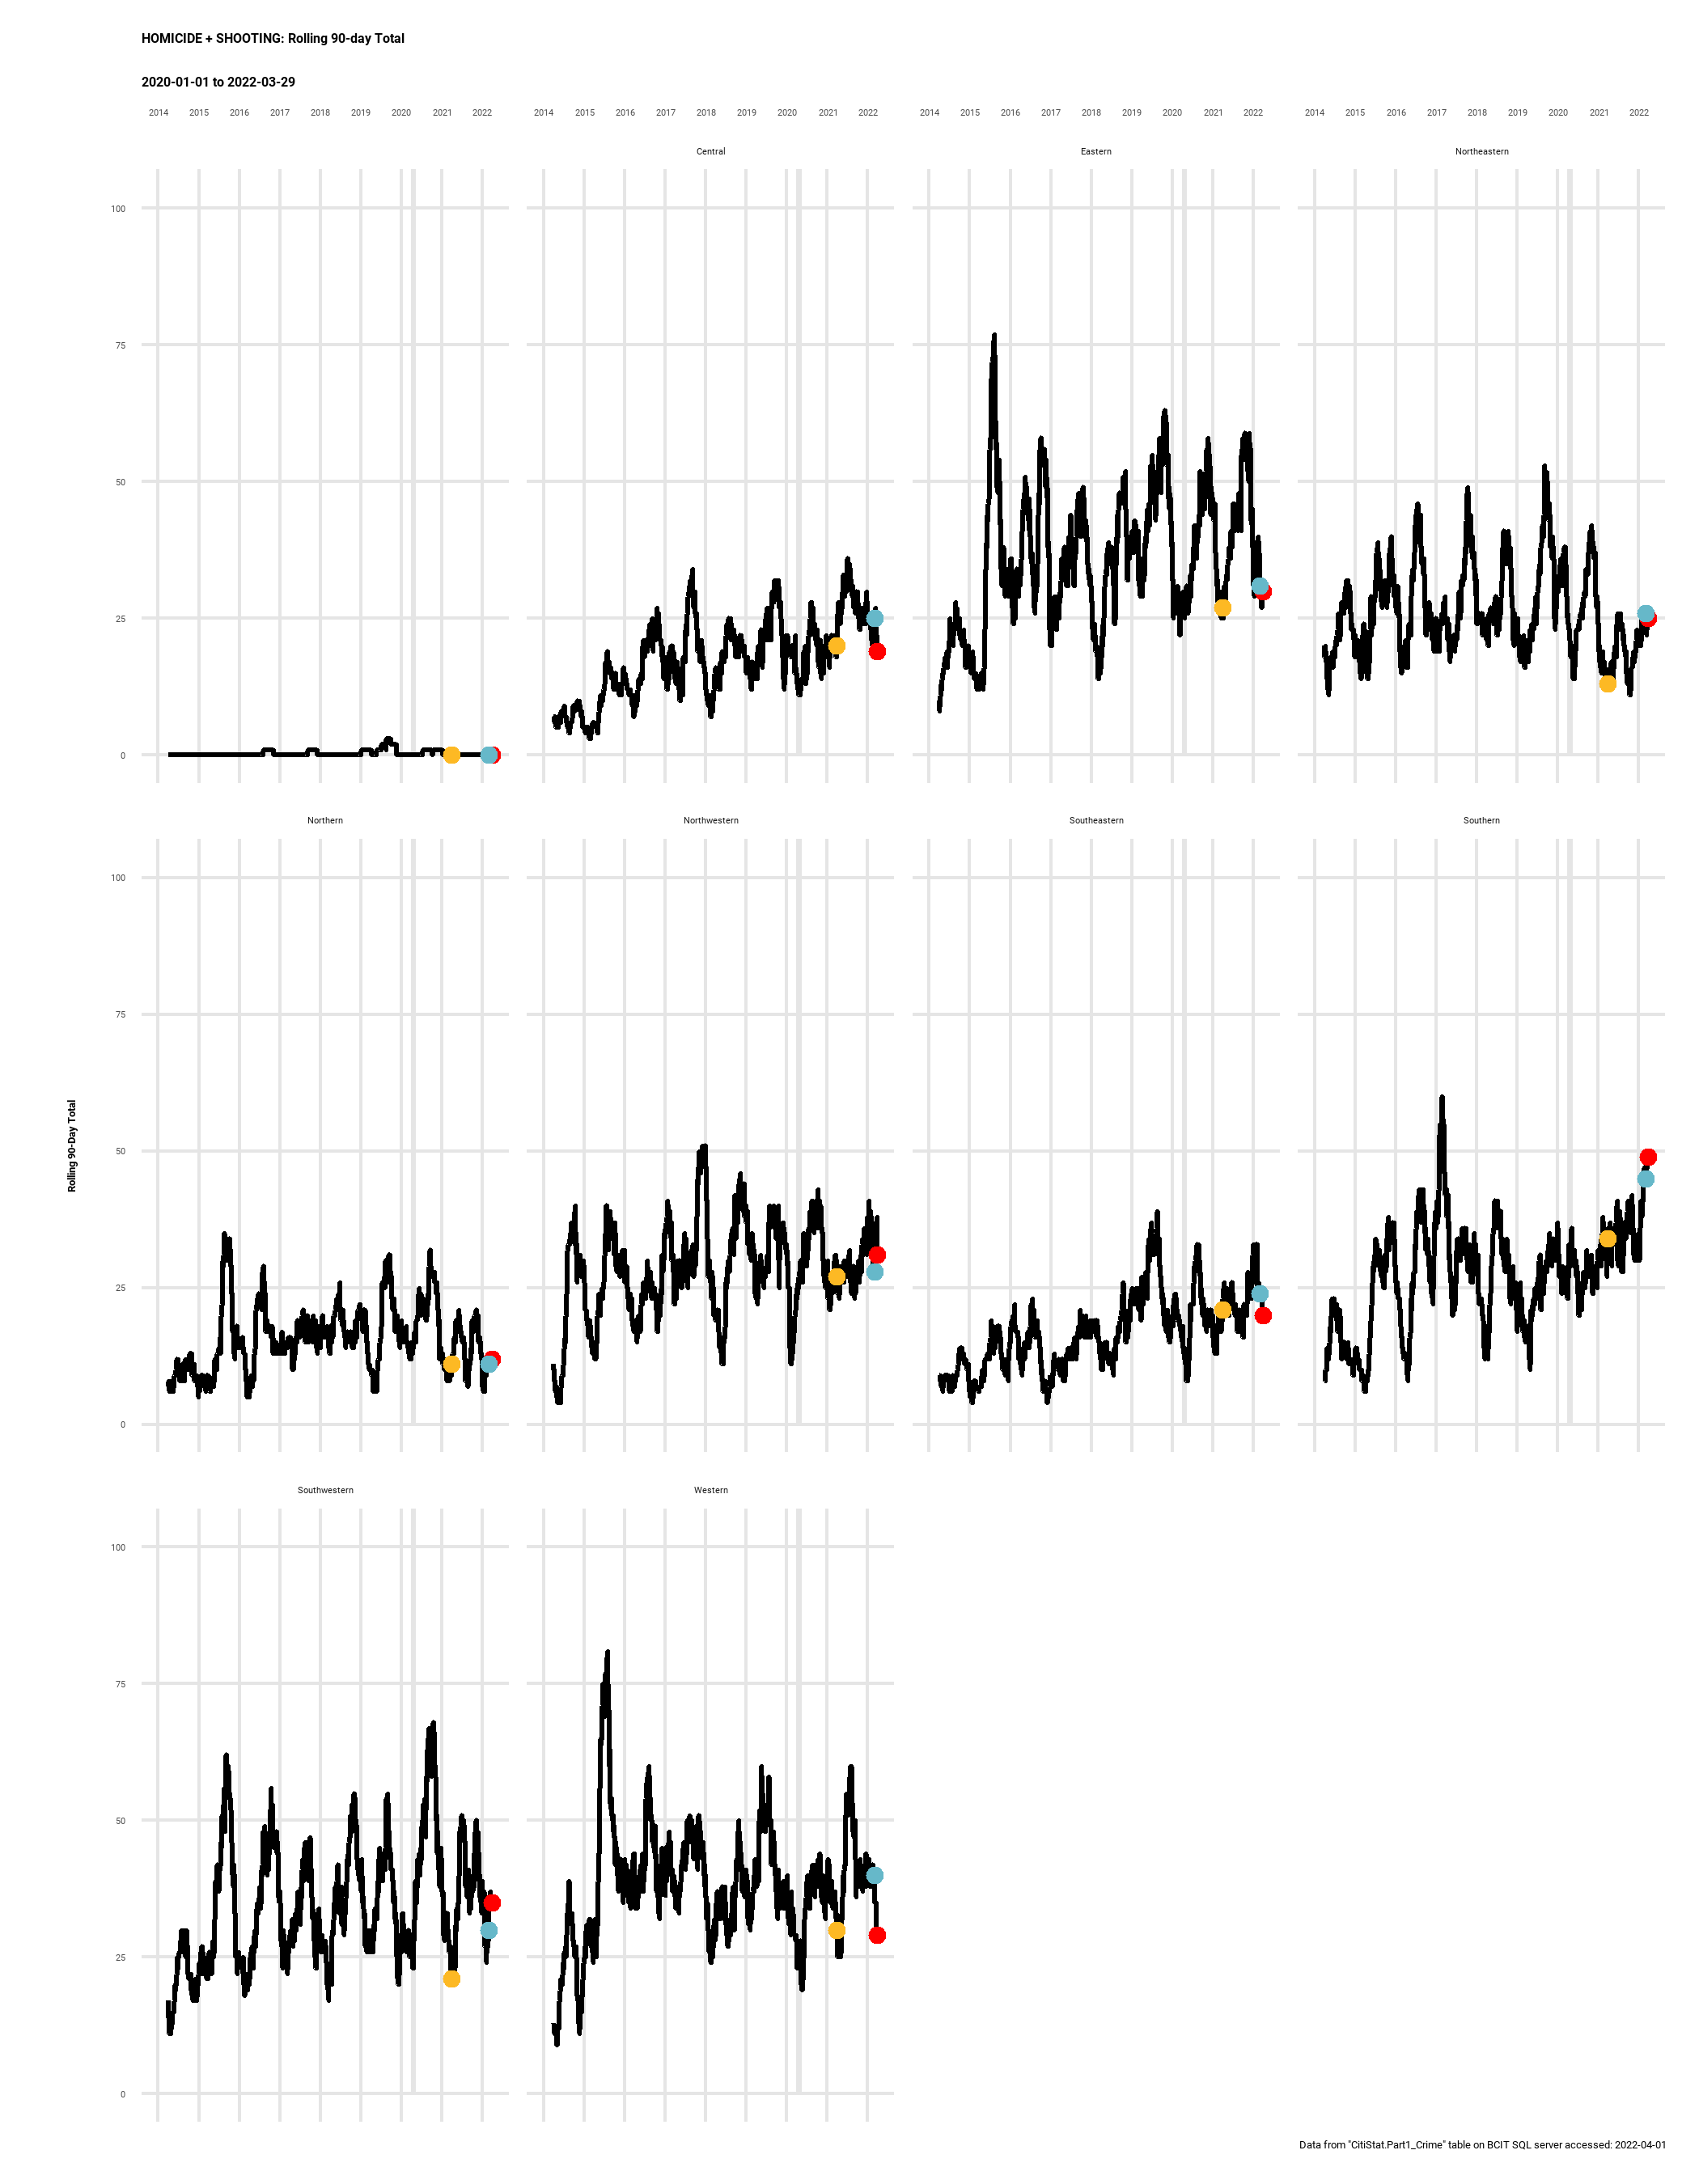 HOMICIDE + SHOOTING: Rolling 90-day Total
2020-01-01 to 2022-03-29
2014 2015 2016 2017 2018 2019 2020 2021 2022 2014 2015 2016 2017 2018 2019 2020 2021 2022 2014 2015 2016 2017 2018 2019 2020 2021 2022 2014 2015 2016 2017 2018 2019 2020 2021 2022
Central Eastern Northeastern
100
75
50
25
0
Northern Northwestern Southeastern Southern
100
75
50
25
0
Rolling 90-Day Total
Southwestern Western
100
75
50
25
0
Data from "CitiStat.Part1_Crime" table on BCIT SQL server accessed: 2022-04-01